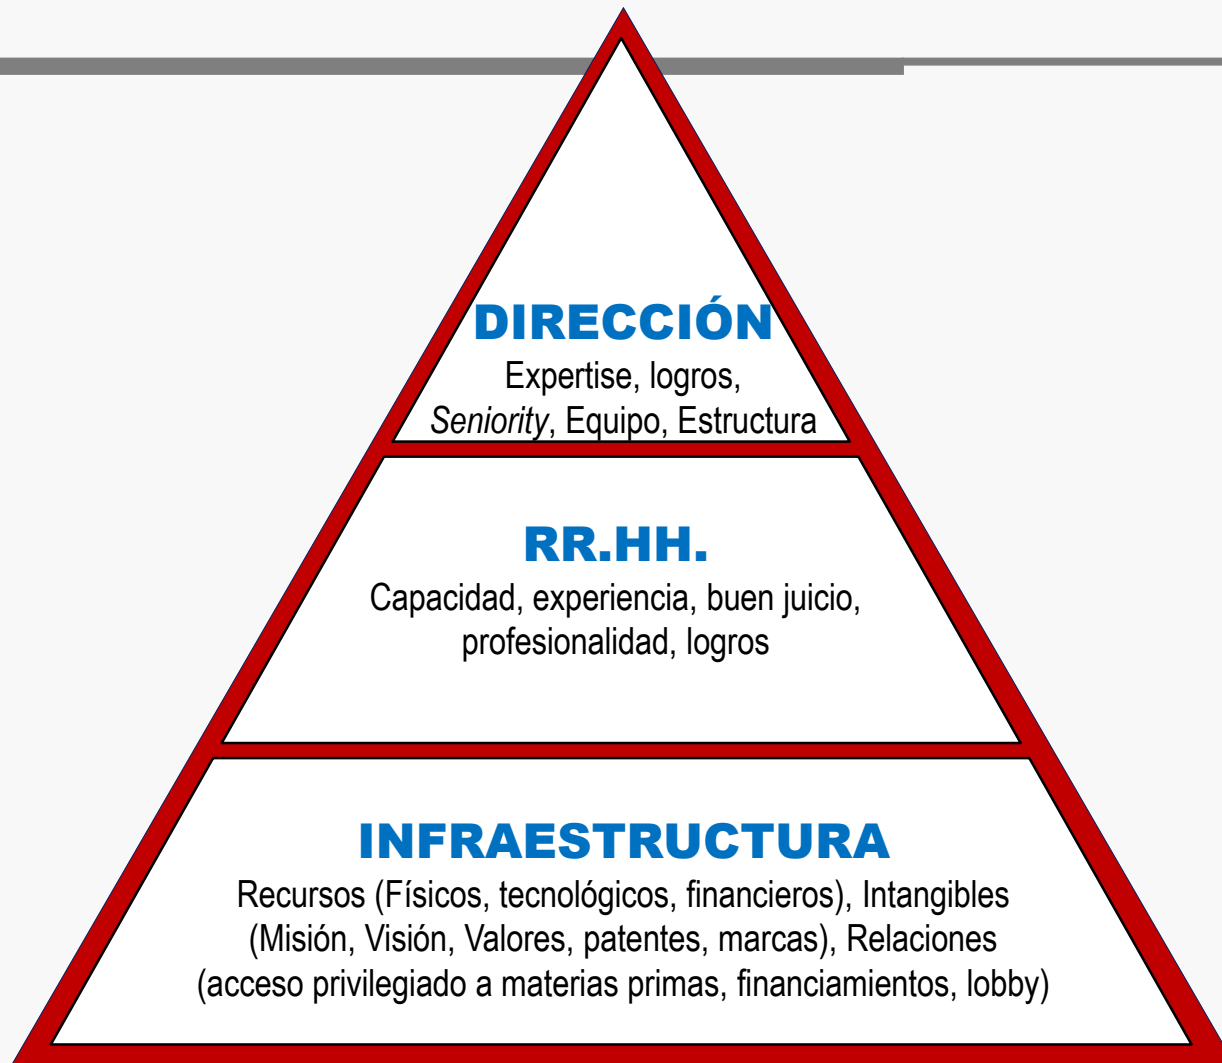 DIRECCIÓN
Expertise, logros,
Seniority, Equipo, Estructura
RR.HH.
Capacidad, experiencia, buen juicio,
profesionalidad, logros
INFRAESTRUCTURA
Recursos (Físicos, tecnológicos, financieros), Intangibles
(Misión, Visión, Valores, patentes, marcas), Relaciones
(acceso privilegiado a materias primas, financiamientos, lobby)